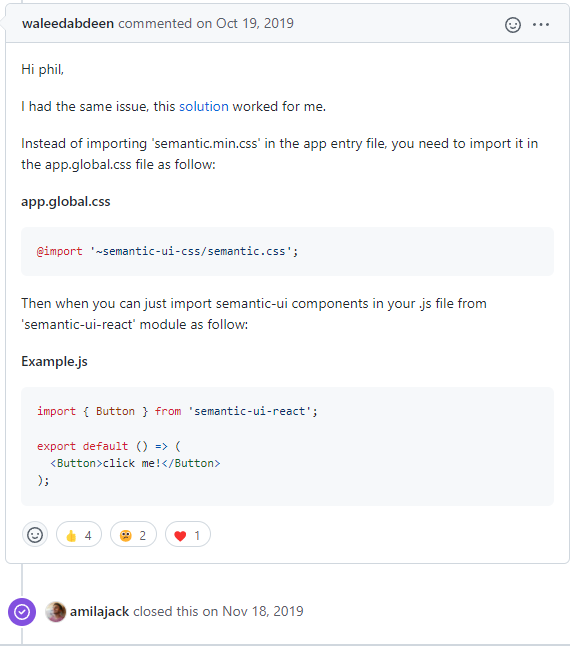 waleedabdeen commented on Oct 19, 2019
Hi phil,
I had the same issue, this solution worked for me.
Instead of importing 'semantic.min.css' in the app entry file, you need to import it in
the app.global.css file as follow:
app.global.css
@import '~semantic-ui-css/semantic.css';
Then when you can just import semantic-ui components in your .js file from
'semantic-ui-react' module as follow:
Example.js
import { Button } from 'semantic-ui-react';
export default () => (
  <Button>click me!</Button>
);
4 2 1
amilajack closed this on Nov 18, 2019